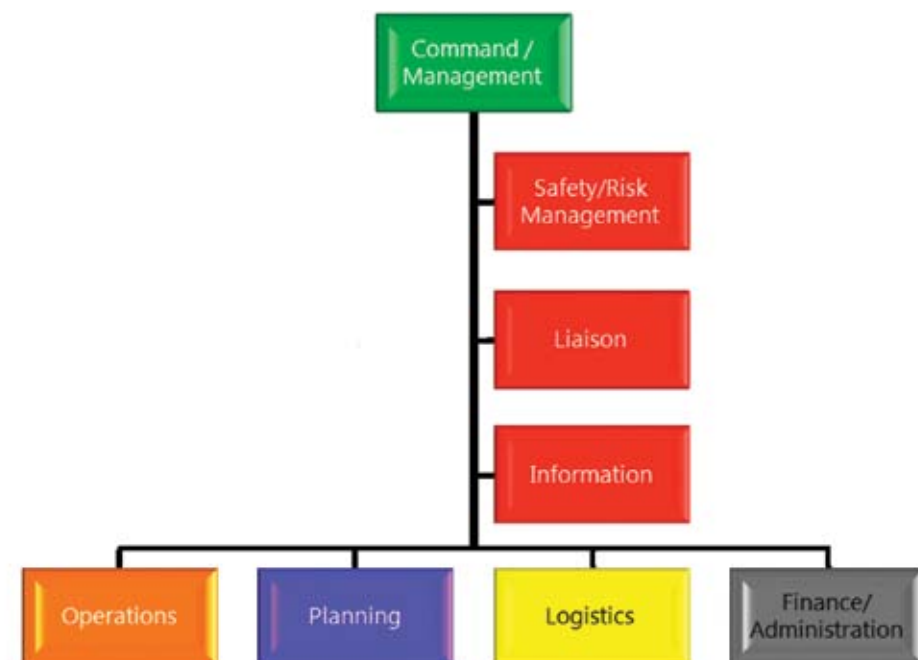 Command /
Management
Safety/Risk
Management
Liaison
Information
Operations
Planning
Logistics
Finance/
Administration